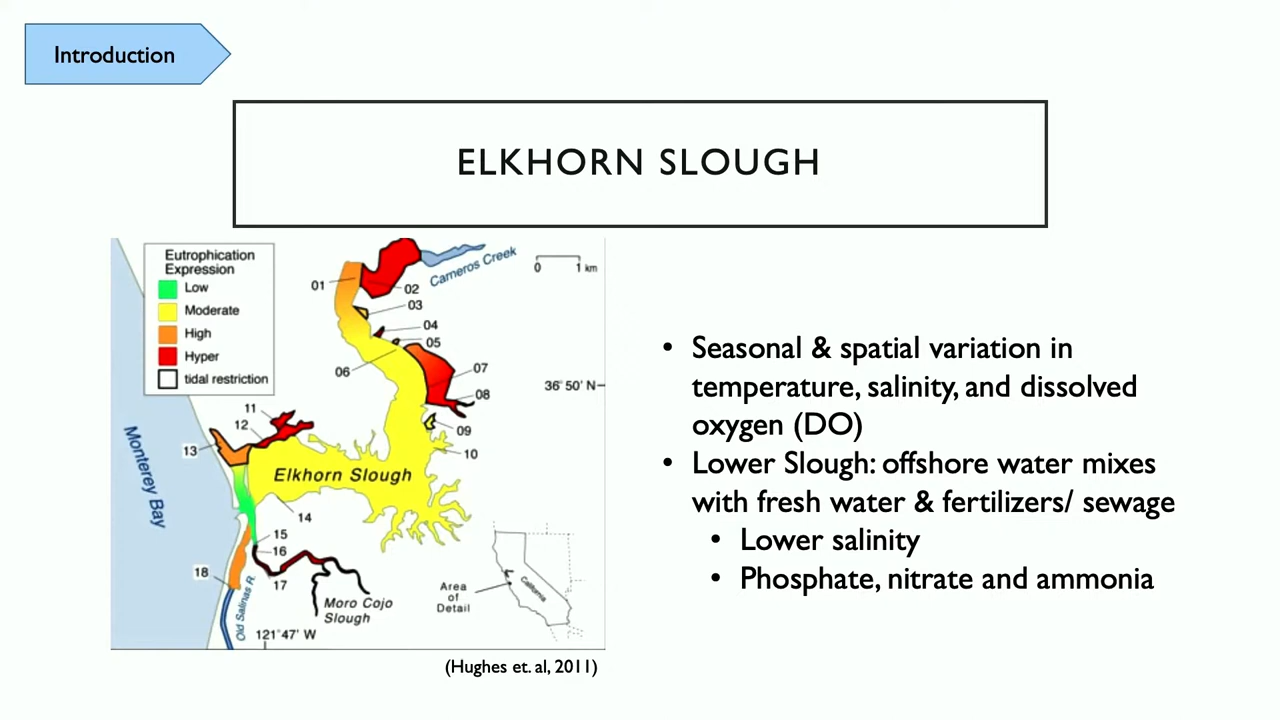 Introduction
ELKHORN SLOUGH
Eutrophication
Expression
Low
Moderate
High
Hyper
tidal restriction
Carneros Creek
0 1 km
01
02
03
04
05
06
07
08
09
10
11
12
13
14
15
16
17
18
36° 50' N
Monterey Bay
Elkhorn Slough
Moro Cojo
Slough
Old Salinas R.
121° 47' W
Area
of
Detail
California
(Hughes et. al, 2011)
• Seasonal & spatial variation in
temperature, salinity, and dissolved
oxygen (DO)
• Lower Slough: offshore water mixes
with fresh water & fertilizers/ sewage
• Lower salinity
• Phosphate, nitrate and ammonia